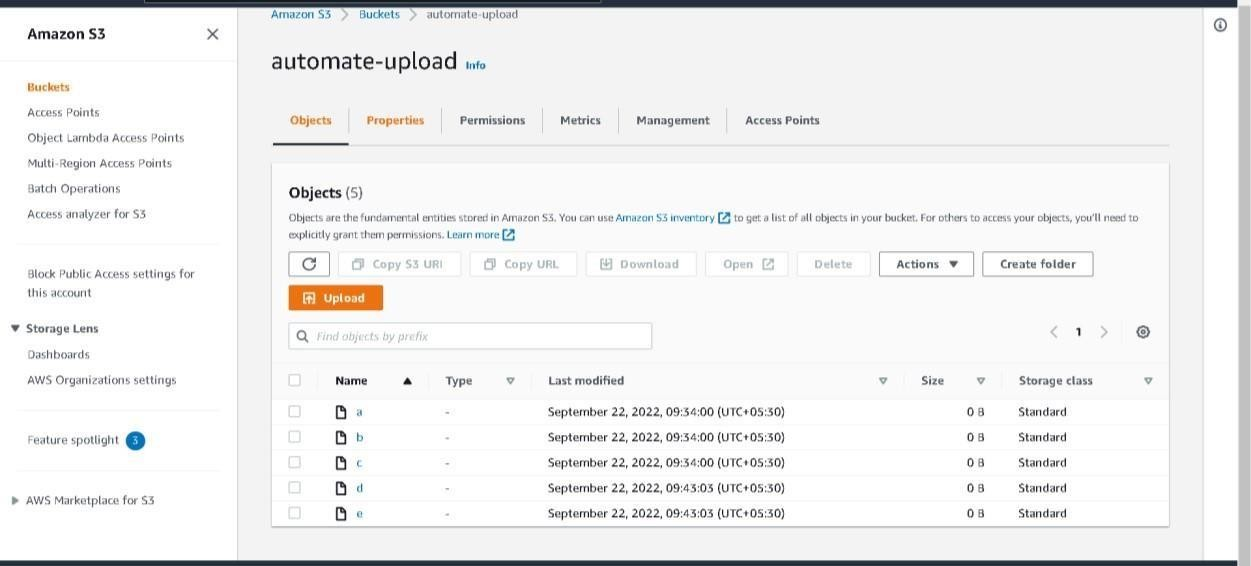 Amazon S3 > Buckets > automate-upload
Amazon S3
automate-upload Info
Buckets
Access Points
Object Lambda Access Points
Multi-Region Access Points
Batch Operations
Access analyzer for S3
Block Public Access settings for
this account
Storage Lens
Dashboards
AWS Organizations settings
Feature spotlight 3
AWS Marketplace for S3
Objects Properties Permissions Metrics Management Access Points
Objects (5)
Objects are the fundamental entities stored in Amazon S3. You can use Amazon S3 inventory to get a list of all objects in your bucket. For others to access your objects, you'll need to
explicitly grant them permissions. Learn more
Copy S3 URI Copy URL Download Open Delete Actions Create folder
Upload
Find objects by prefix
1
Name Type Last modified Size Storage class
a - September 22, 2022, 09:34:00 (UTC+05:30) 0 B Standard
b - September 22, 2022, 09:34:00 (UTC+05:30) 0 B Standard
c - September 22, 2022, 09:34:00 (UTC+05:30) 0 B Standard
d - September 22, 2022, 09:43:03 (UTC+05:30) 0 B Standard
e - September 22, 2022, 09:43:03 (UTC+05:30) 0 B Standard